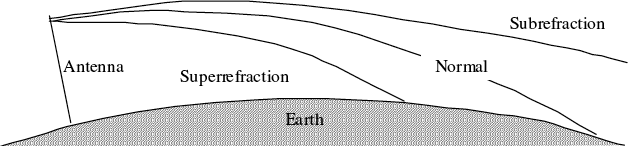 Subrefraction
Antenna
Normal
Superrefraction
Earth